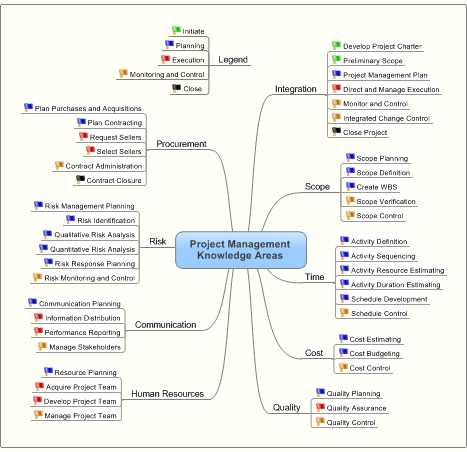 Initiate
Planning
Execution
Monitoring and Control
Close
Legend
Plan Purchases and Acquisitions
Plan Contracting
Request Sellers
Select Sellers
Contract Administration
Contract Closure
Procurement
Risk Management Planning
Risk Identification
Qualitative Risk Analysis
Quantitative Risk Analysis
Risk Response Planning
Risk Monitoring and Control
Risk
Communication Planning
Information Distribution
Performance Reporting
Manage Stakeholders
Communication
Resource Planning
Acquire Project Team
Develop Project Team
Manage Project Team
Human Resources
Project Management
Knowledge Areas
Integration
Develop Project Charter
Preliminary Scope
Project Management Plan
Direct and Manage Execution
Monitor and Control
Integrated Change Control
Close Project
Scope
Scope Planning
Scope Definition
Create WBS
Scope Verification
Scope Control
Time
Activity Definition
Activity Sequencing
Activity Resource Estimating
Activity Duration Estimating
Schedule Development
Schedule Control
Cost
Cost Estimating
Cost Budgeting
Cost Control
Quality
Quality Planning
Quality Assurance
Quality Control